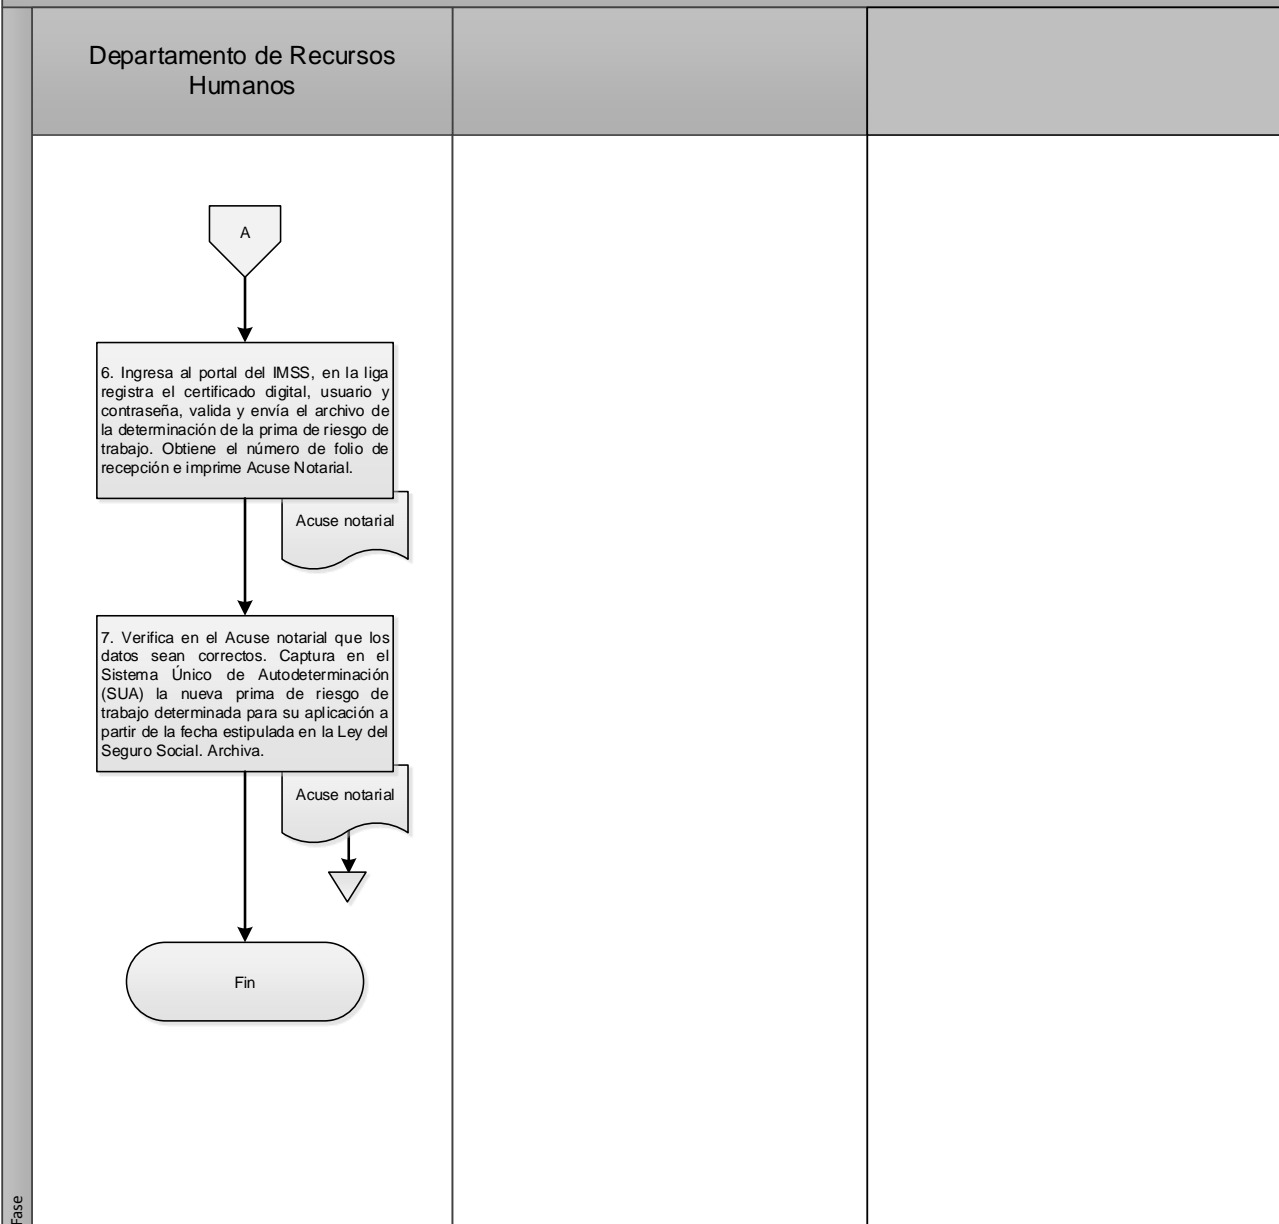 Departamento de Recursos
Humanos
A
6. Ingresa al portal del IMSS, en la liga
registra el certificado digital, usuario y
contraseña, valida y envía el archivo de
la determinación de la prima de riesgo de
trabajo. Obtiene el número de folio de
recepción e imprime Acuse Notarial.
Acuse notarial
7. Verifica en el Acuse notarial que los
datos sean correctos. Captura en el
Sistema Único de Autodeterminación
(SUA) la nueva prima de riesgo de
trabajo determinada para su aplicación a
partir de la fecha estipulada en la Ley del
Seguro Social. Archiva.
Acuse notarial
Fin
Fase